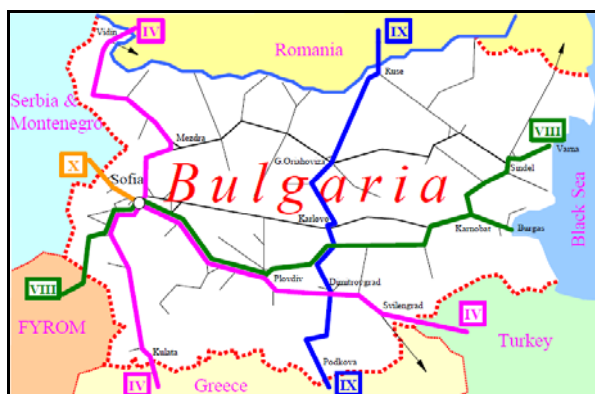 Vidin
IV
Romania
IX
Ruse
Serbia &
Montenegro
Mezdra
VIII
Varna
X
Sofia
G.Oriahoviza
Sindel
Bulgaria
Black Sea
Karlovo
Karnobat
Burgas
VIII
Plovdiv
Dimitrovgrad
Svilengrad
IV
FYROM
Turkey
Kulata
Podkova
IV
Greece
IX